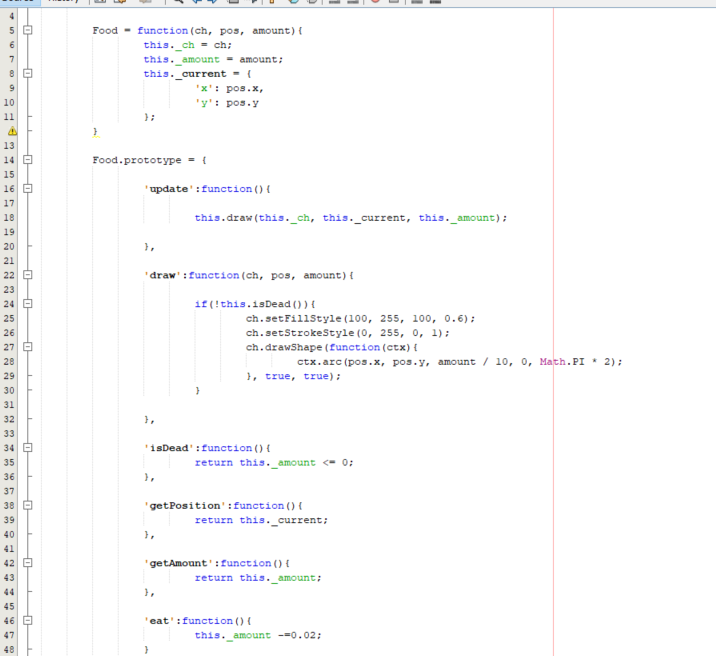 4
5 Food = function(ch, pos, amount){
6 this._ch = ch;
7 this._amount = amount;
8 this._current = {
9 'x': pos.x,
10 'y': pos.y
11 };
}
13
14 Food.prototype = {
15
16 'update':function(){
17
18 this.draw(this._ch, this._current, this._amount);
19
20 },
21
22 'draw':function(ch, pos, amount){
23
24 if(!this.isDead()){
25 ch.setFillStyle(100, 255, 100, 0.6);
26 ch.setStrokeStyle(0, 255, 0, 1);
27 ch.drawShape(function(ctx){
28 ctx.arc(pos.x, pos.y, amount / 10, 0, Math.PI * 2);
29 }, true, true);
30 }
31
32 },
33
34 'isDead':function(){
35 return this._amount <= 0;
36 },
37
38 'getPosition':function(){
39 return this._current;
40 },
41
42 'getAmount':function(){
43 return this._amount;
44 },
45
46 'eat':function(){
47 this._amount -=0.02;
48 }